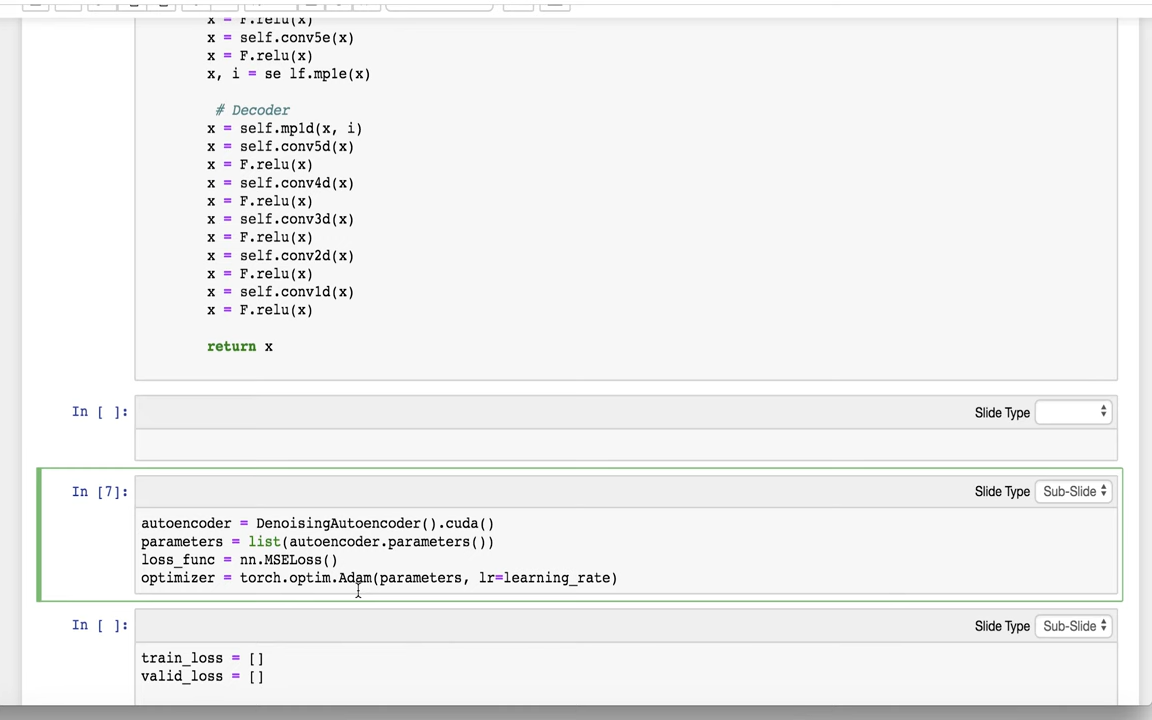 x = F.relu(x)
x = self.conv5e(x)
x = F.relu(x)
x, i = se lf.mp1e(x)
# Decoder
x = self.mp1d(x, i)
x = self.conv5d(x)
x = F.relu(x)
x = self.conv4d(x)
x = F.relu(x)
x = self.conv3d(x)
x = F.relu(x)
x = self.conv2d(x)
x = F.relu(x)
x = self.conv1d(x)
x = F.relu(x)
return x
In [ ]:
Slide Type
In [7]:
Slide Type Sub-Slide
autoencoder = DenoisingAutoencoder().cuda()
parameters = list(autoencoder.parameters())
loss_func = nn.MSELoss()
optimizer = torch.optim.Adam(parameters, lr=learning_rate)
In [ ]:
Slide Type Sub-Slide
train_loss = []
valid_loss = []